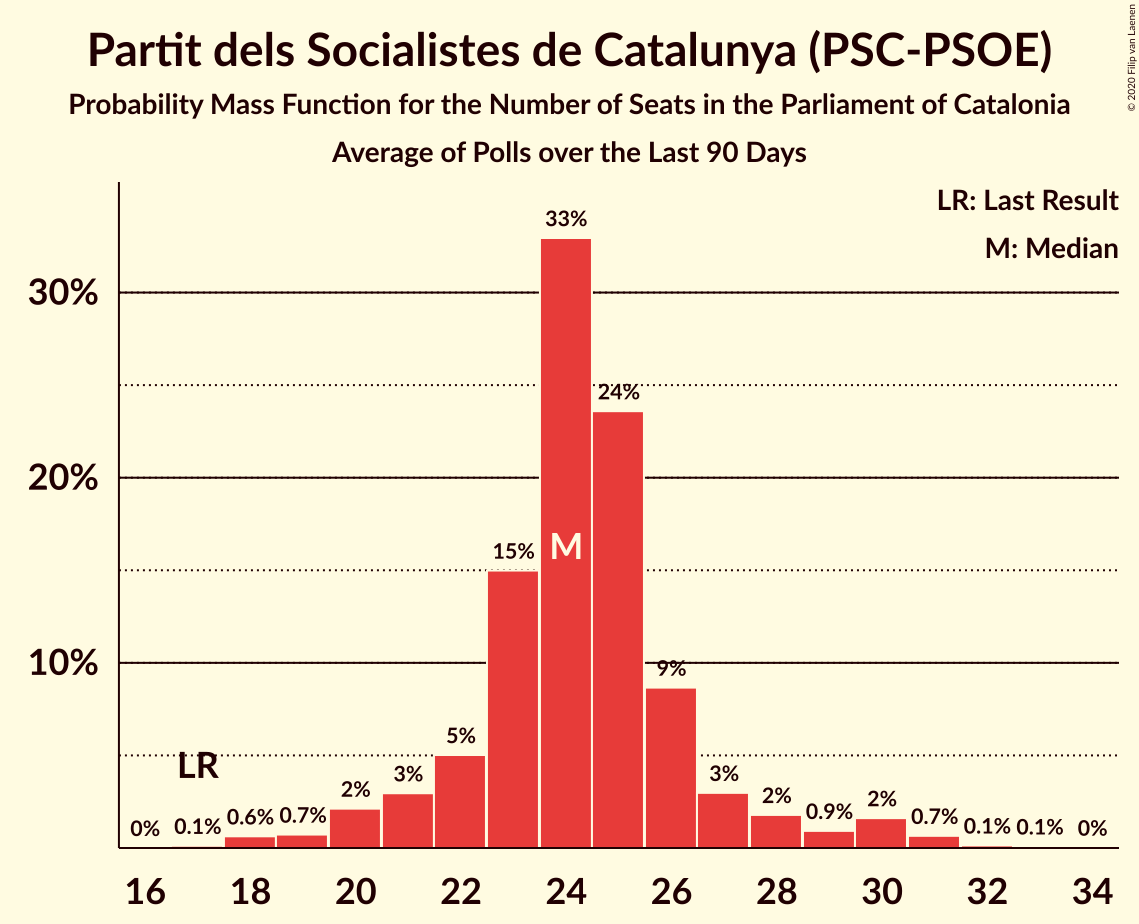 Partit dels Socialistes de Catalunya (PSC-PSOE)
Probability Mass Function for the Number of Seats in the Parliament of Catalonia
Average of Polls over the Last 90 Days
© 2020 Filip van Laenen
LR: Last Result
M: Median
30%
20%
10%
0%
0.1%
0.6%
0.7%
2%
3%
5%
15%
33%
24%
9%
3%
2%
0.9%
2%
0.7%
0.1%
0.1%
0%
LR
M
16 18 20 22 24 26 28 30 32 34